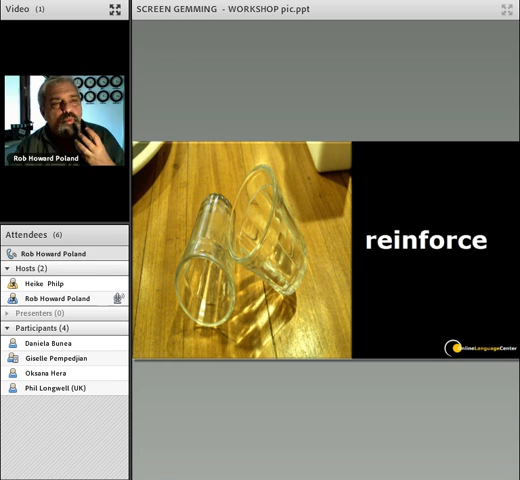 Video (1)
SCREEN GEMMING - WORKSHOP pic.ppt
Rob Howard Poland
Attendees (6)
Rob Howard Poland
Hosts (2)
Heike Philp
Rob Howard Poland
Presenters (0)
Participants (4)
Daniela Bunea
Giselle Pempedjian
Oksana Hera
Phil Longwell (UK)
reinforce
OnlineLanguageCenter